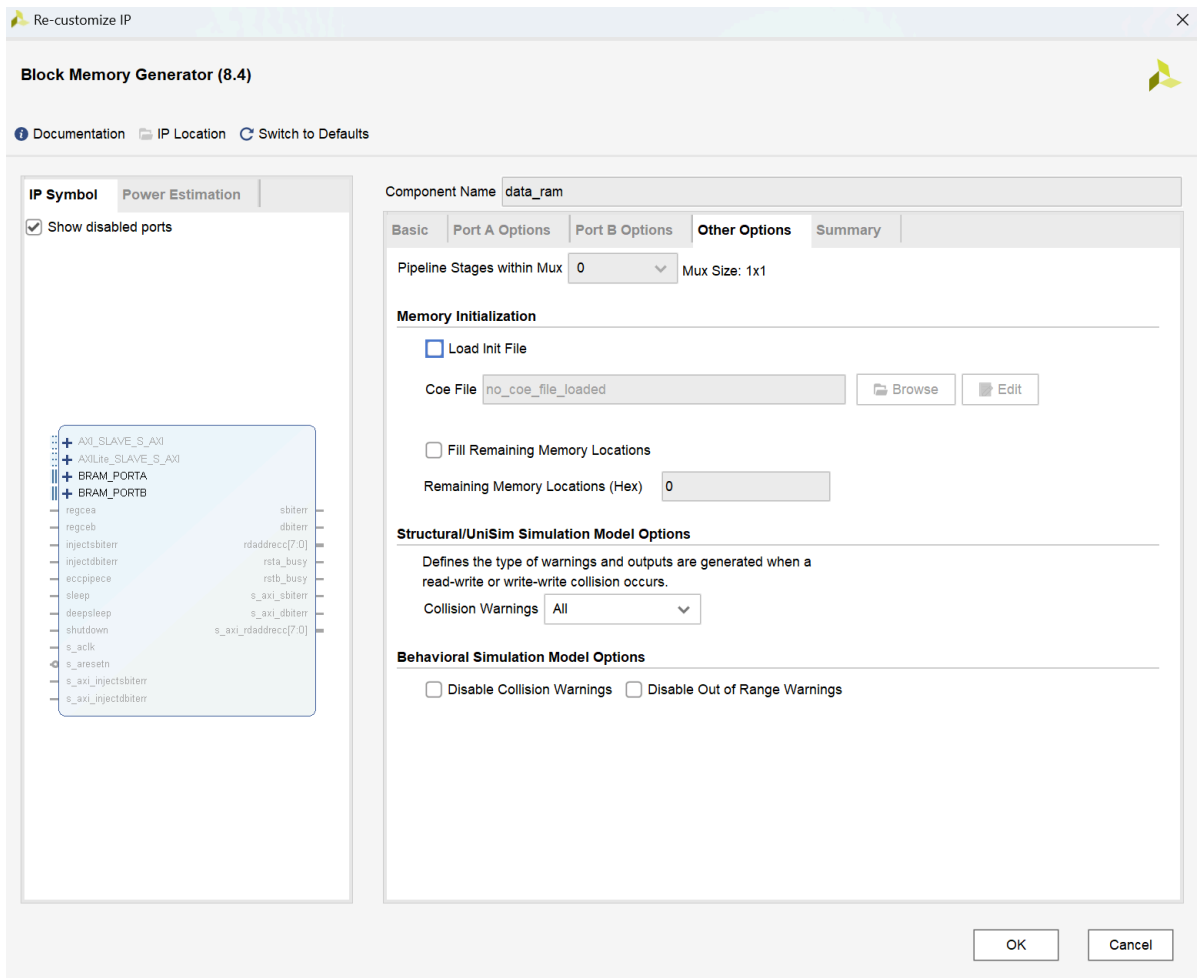 Re-customize IP
Block Memory Generator (8.4)
Documentation IP Location Switch to Defaults
IP Symbol Power Estimation
Show disabled ports
AXI_SLAVE_S_AXI
AXILite_SLAVE_S_AXI
BRAM_PORTA
BRAM_PORTB
regcea sbiterr
regceb dbiterr
injectsbiterr rdaddrecc[7:0]
injectdbiterr rsta_busy
eccpipece rstb_busy
sleep s_axi_sbiterr
deepsleep s_axi_dbiterr
shutdown s_axi_rdaddrecc[7:0]
s_aclk
s_aresetn
s_axi_injectsbiterr
s_axi_injectdbiterr
Component Name data_ram
Basic Port A Options Port B Options Other Options Summary
Pipeline Stages within Mux 0 Mux Size: 1x1
Memory Initialization
Load Init File
Coe File no_coe_file_loaded Browse Edit
Fill Remaining Memory Locations
Remaining Memory Locations (Hex) 0
Structural/UniSim Simulation Model Options
Defines the type of warnings and outputs are generated when a
read-write or write-write collision occurs.
Collision Warnings All
Behavioral Simulation Model Options
Disable Collision Warnings Disable Out of Range Warnings
OK Cancel